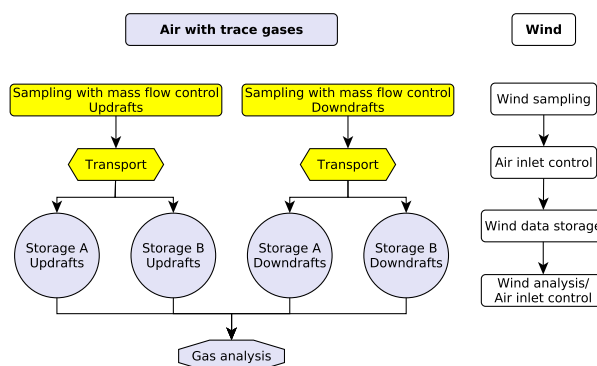 Air with trace gases
Wind
Sampling with mass flow control
Updrafts
Sampling with mass flow control
Downdrafts
Wind sampling
Transport
Transport
Air inlet control
Storage A
Updrafts
Storage B
Updrafts
Storage A
Downdrafts
Storage B
Downdrafts
Wind data storage
Wind analysis/
Air inlet control
Gas analysis